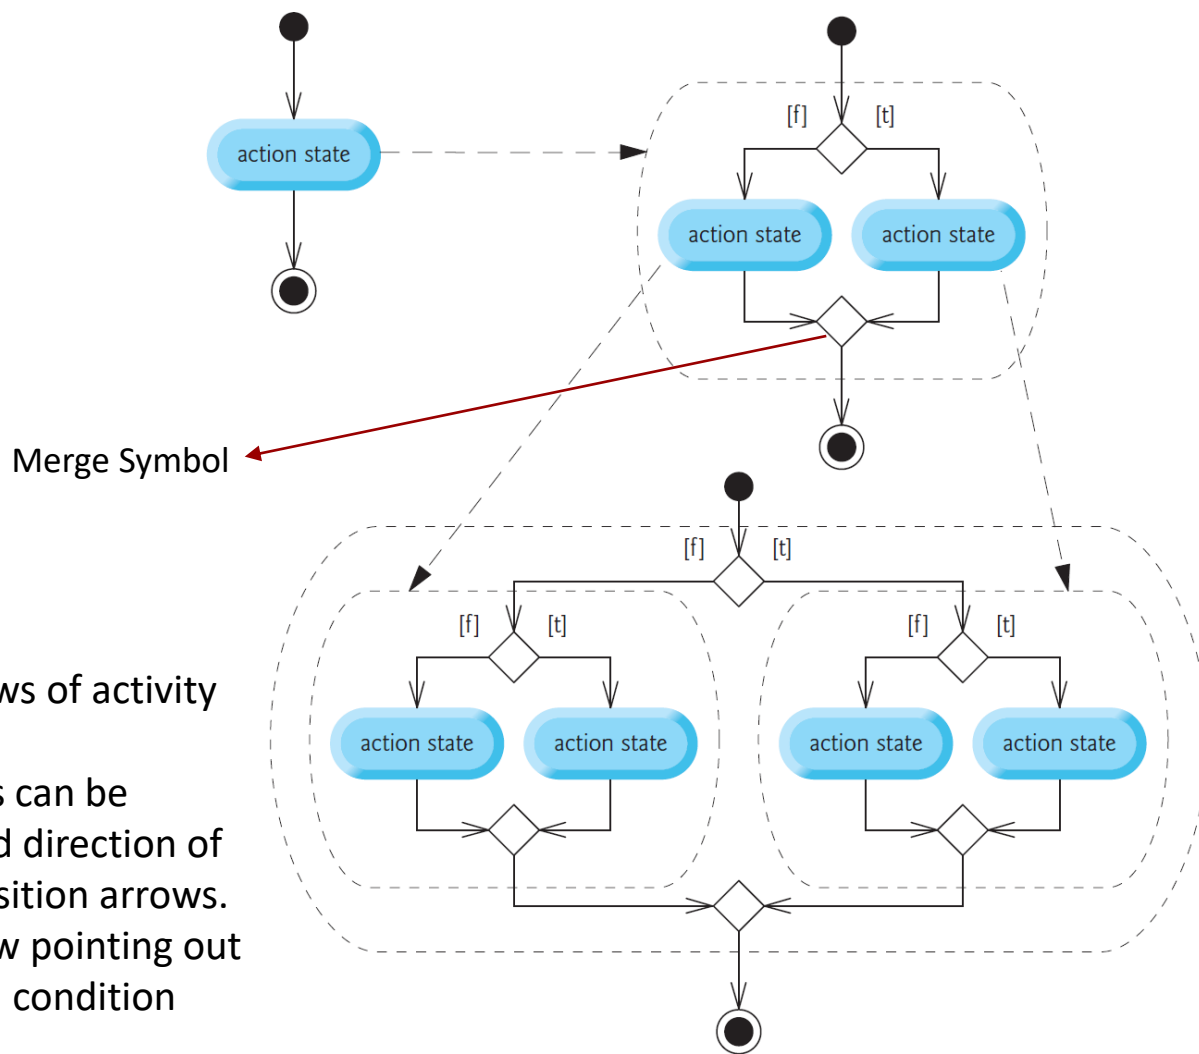 [f] [t]
action state
action state action state
Merge Symbol
[f] [t]
[f] [t] [f] [t]
ws of activity
action state action state action state action state
s can be
d direction of
sition arrows.
w pointing out
condition